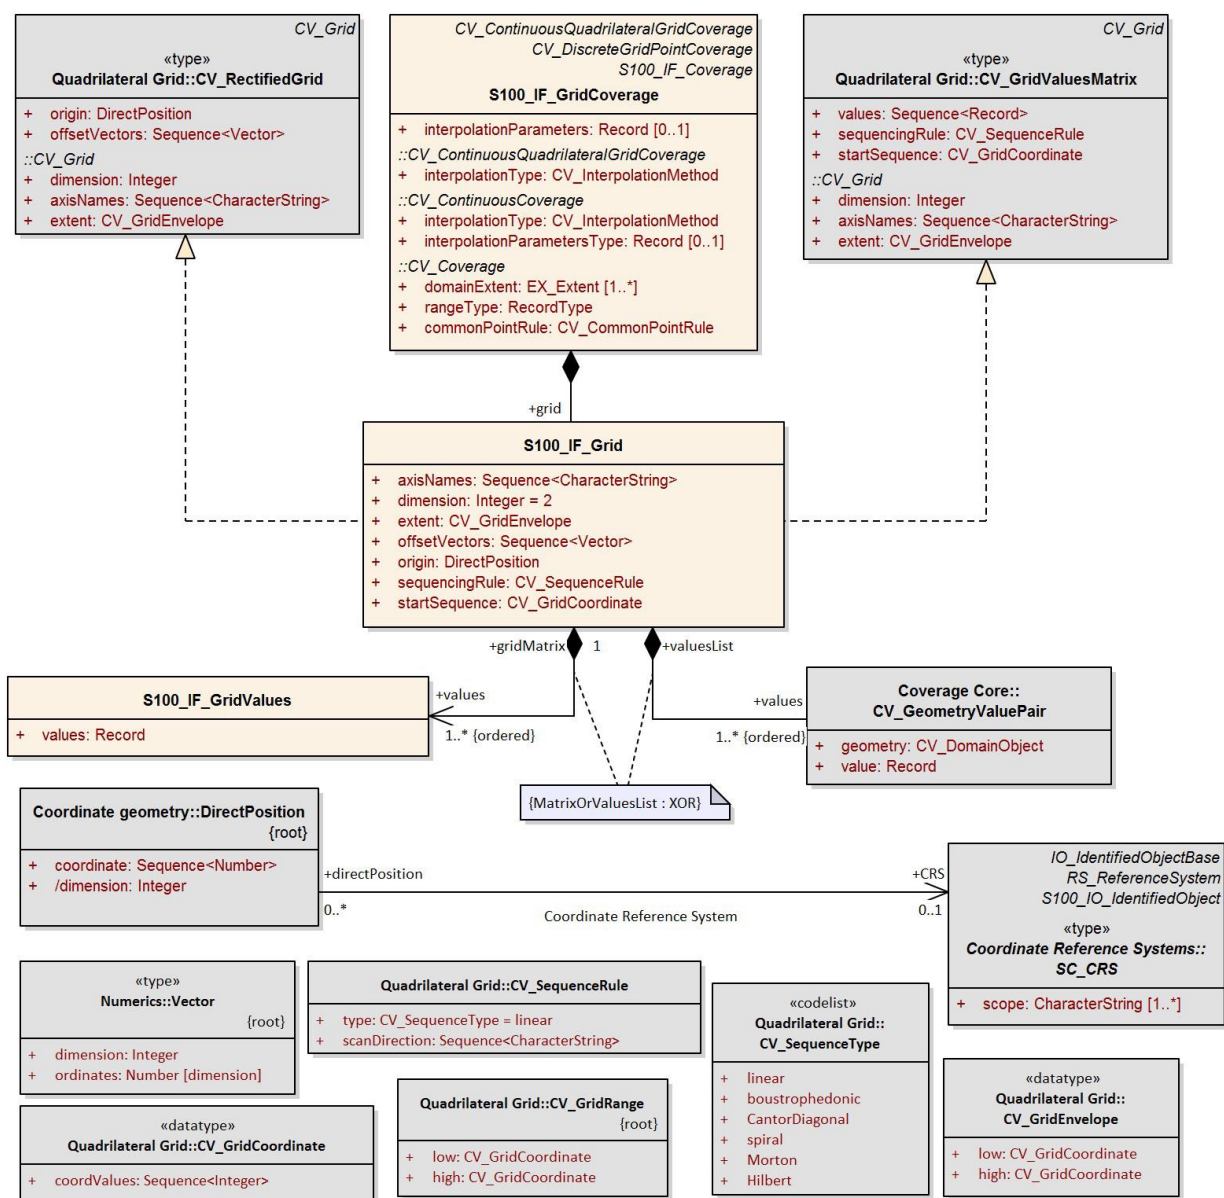 CV_Grid
«type»
Quadrilateral Grid::CV_RectifiedGrid
+ origin: DirectPosition
+ offsetVectors: Sequence<Vector>
::CV_Grid
+ dimension: Integer
+ axisNames: Sequence<CharacterString>
+ extent: CV_GridEnvelope
CV_ContinuousQuadrilateralGridCoverage
CV_DiscreteGridPointCoverage
S100_IF_Coverage
S100_IF_GridCoverage
+ interpolationParameters: Record [0..1]
::CV_ContinuousQuadrilateralGridCoverage
+ interpolationType: CV_InterpolationMethod
::CV_ContinuousCoverage
+ interpolationType: CV_InterpolationMethod
+ interpolationParametersType: Record [0..1]
::CV_Coverage
+ domainExtent: EX_Extent [1..*]
+ rangeType: RecordType
+ commonPointRule: CV_CommonPointRule
CV_Grid
«type»
Quadrilateral Grid::CV_GridValuesMatrix
+ values: Sequence<Record>
+ sequencingRule: CV_SequenceRule
+ startSequence: CV_GridCoordinate
::CV_Grid
+ dimension: Integer
+ axisNames: Sequence<CharacterString>
+ extent: CV_GridEnvelope
+grid
S100_IF_Grid
+ axisNames: Sequence<CharacterString>
+ dimension: Integer = 2
+ extent: CV_GridEnvelope
+ offsetVectors: Sequence<Vector>
+ origin: DirectPosition
+ sequencingRule: CV_SequenceRule
+ startSequence: CV_GridCoordinate
+gridMatrix 1 +valuesList
S100_IF_GridValues
+ values: Record
+values
1..* {ordered}
+values
1..* {ordered}
Coverage Core::
CV_GeometryValuePair
+ geometry: CV_DomainObject
+ value: Record
{MatrixOrValuesList : XOR}
Coordinate geometry::DirectPosition
{root}
+ coordinate: Sequence<Number>
+ /dimension: Integer
+directPosition
0..*
Coordinate Reference System
+CRS
0..1
IO_IdentifiedObjectBase
RS_ReferenceSystem
S100_IO_IdentifiedObject
«type»
Coordinate Reference Systems::
SC_CRS
+ scope: CharacterString [1..*]
«type»
Numerics::Vector
{root}
+ dimension: Integer
+ ordinates: Number [dimension]
Quadrilateral Grid::CV_SequenceRule
+ type: CV_SequenceType = linear
+ scanDirection: Sequence<CharacterString>
«codelist»
Quadrilateral Grid::
CV_SequenceType
+ linear
+ boustrophedonic
+ CantorDiagonal
+ spiral
+ Morton
+ Hilbert
«datatype»
Quadrilateral Grid::
CV_GridEnvelope
+ low: CV_GridCoordinate
+ high: CV_GridCoordinate
«datatype»
Quadrilateral Grid::CV_GridCoordinate
+ coordValues: Sequence<Integer>
Quadrilateral Grid::CV_GridRange
{root}
+ low: CV_GridCoordinate
+ high: CV_GridCoordinate